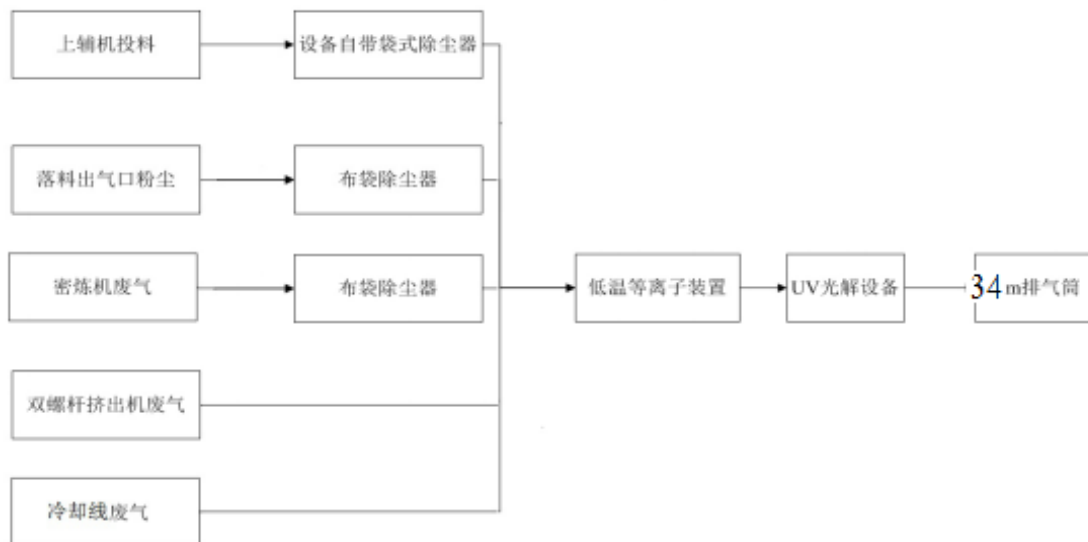 上辅机投料
设备自带袋式除尘器
落料出气口粉尘
布袋除尘器
密炼机废气
布袋除尘器
低温等离子装置
UV光解设备
34m排气筒
双螺杆挤出机废气
冷却线废气